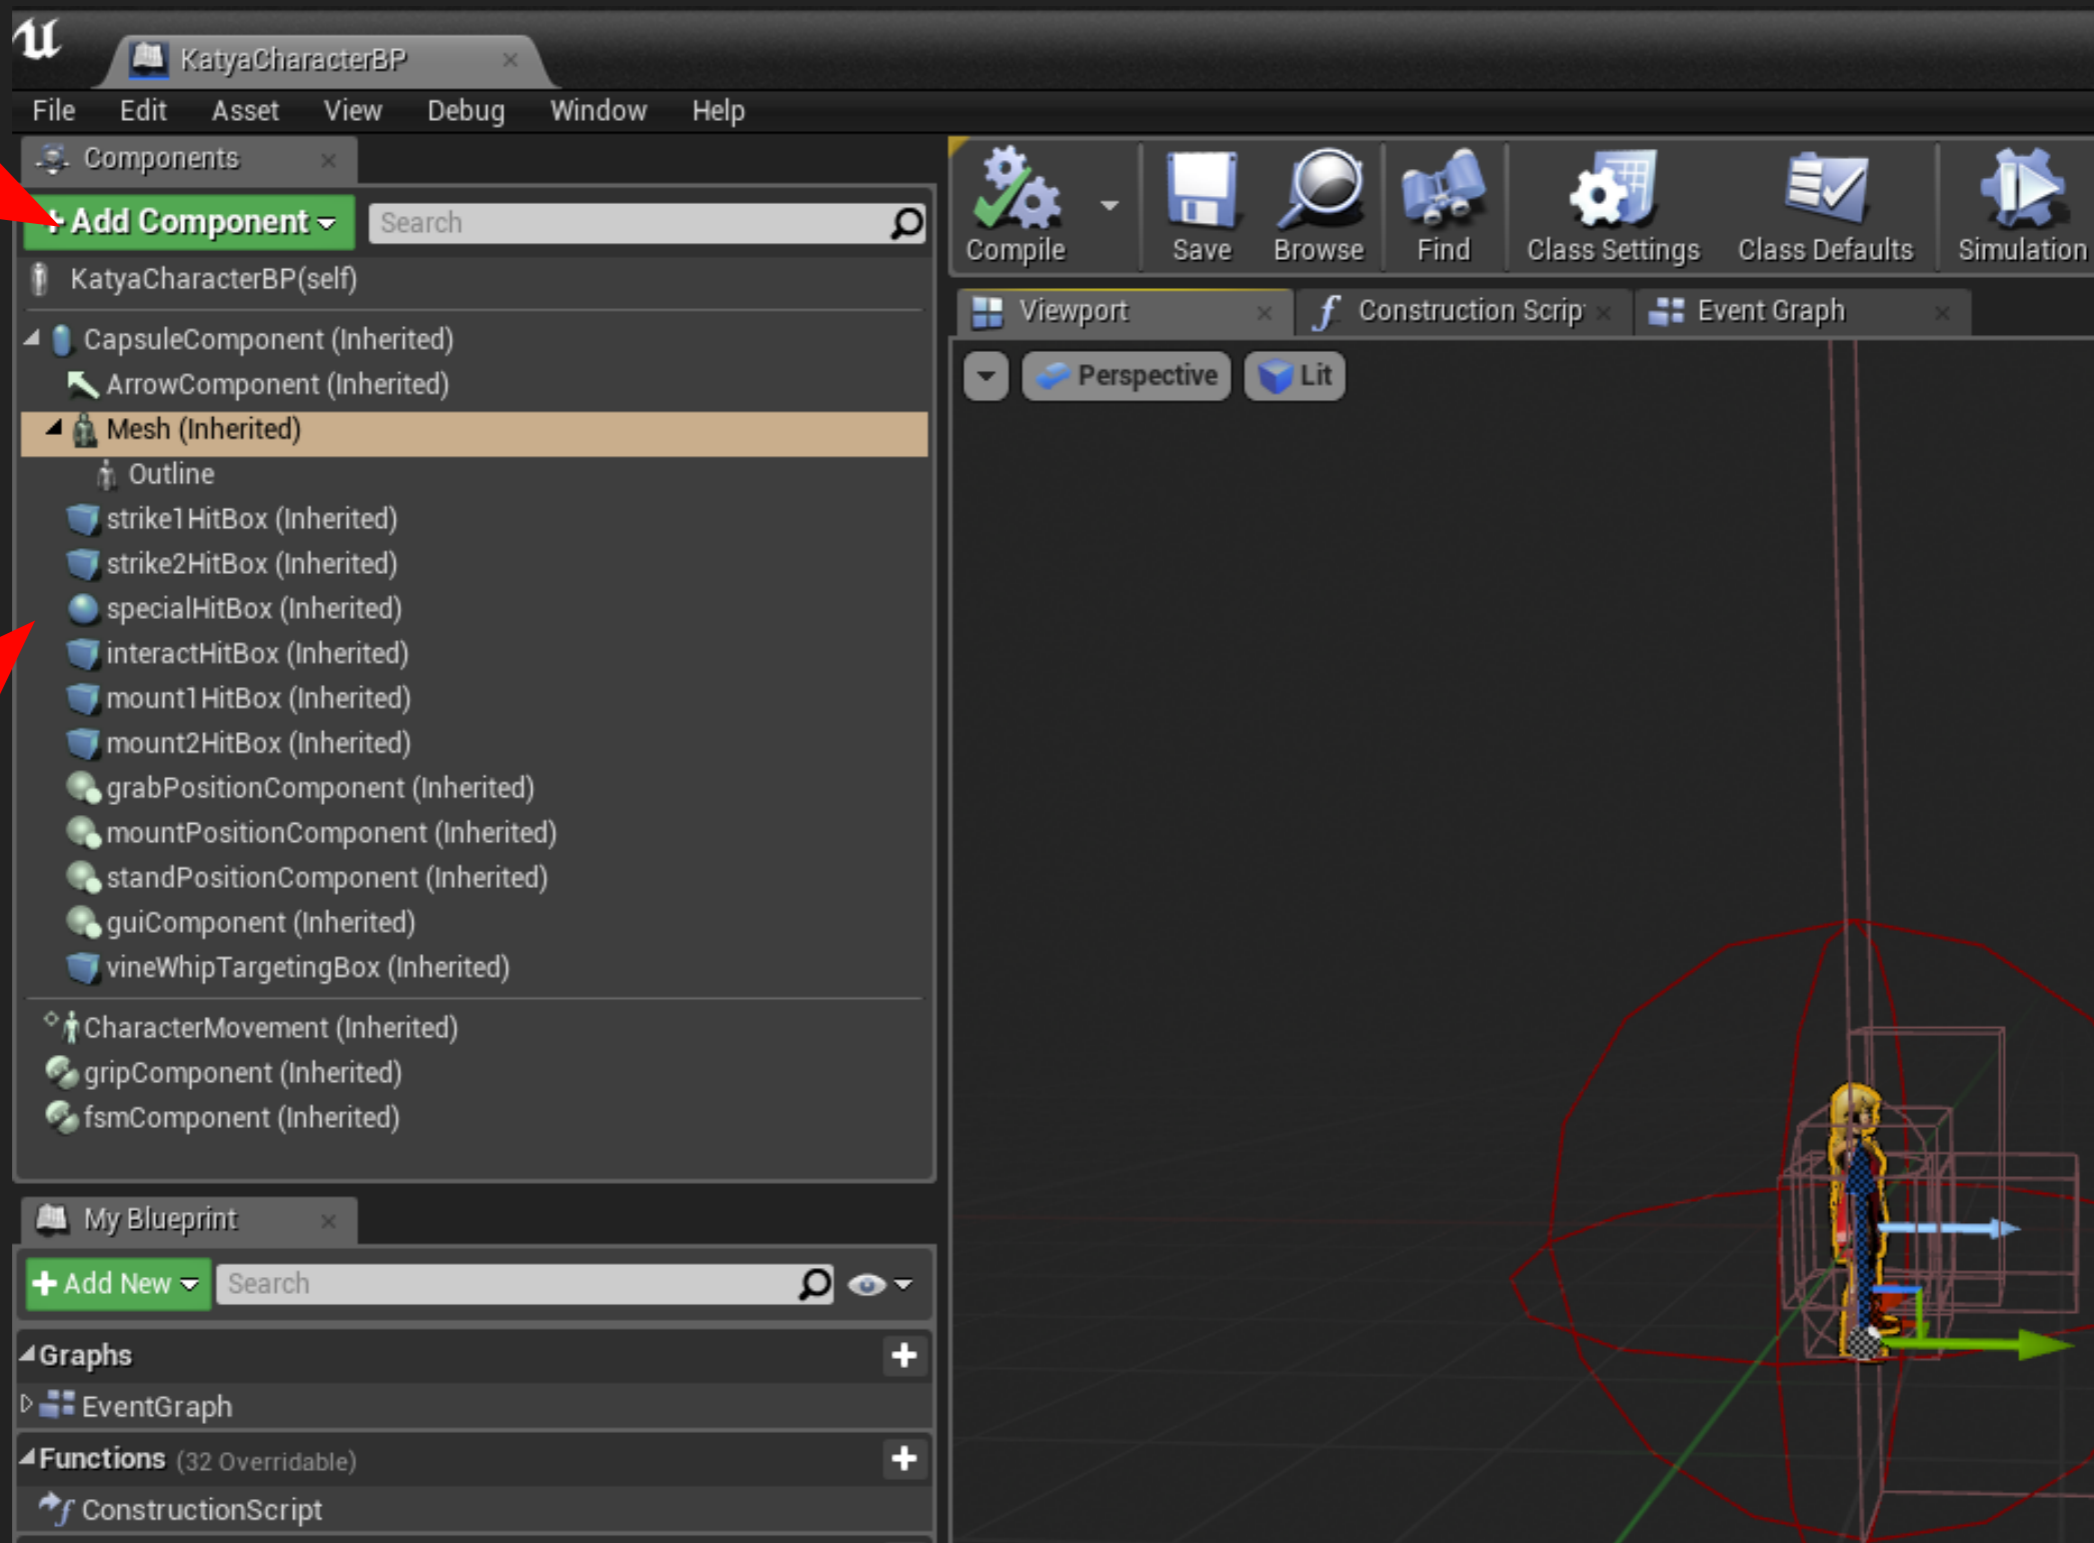 KatyaCharacterBP
File Edit Asset View Debug Window Help
Components
+ Add Component
Search
KatyaCharacterBP(self)
CapsuleComponent (Inherited)
ArrowComponent (Inherited)
Mesh (Inherited)
Outline
strike1HitBox (Inherited)
strike2HitBox (Inherited)
specialHitBox (Inherited)
interactHitBox (Inherited)
mount1HitBox (Inherited)
mount2HitBox (Inherited)
grabPositionComponent (Inherited)
mountPositionComponent (Inherited)
standPositionComponent (Inherited)
guiComponent (Inherited)
vineWhipTargetingBox (Inherited)
CharacterMovement (Inherited)
gripComponent (Inherited)
fsmComponent (Inherited)
My Blueprint
+ Add New
Search
Graphs
EventGraph
Functions (32 Overridable)
ConstructionScript
Compile Save Browse Find Class Settings Class Defaults Simulation
Viewport Construction Scrip Event Graph
Perspective Lit